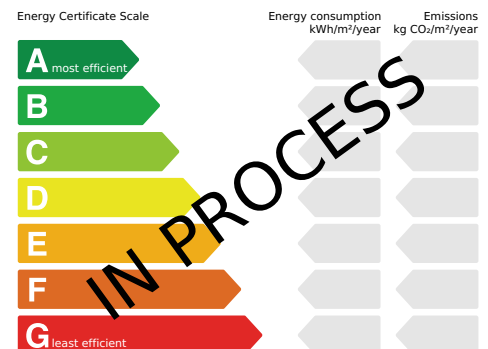 Energy Certificate Scale
Energy consumption
kWh/m²/year
Emissions
kg CO₂/m²/year
A most efficient
B
C
D
E
F
G least efficient
IN PROCESS